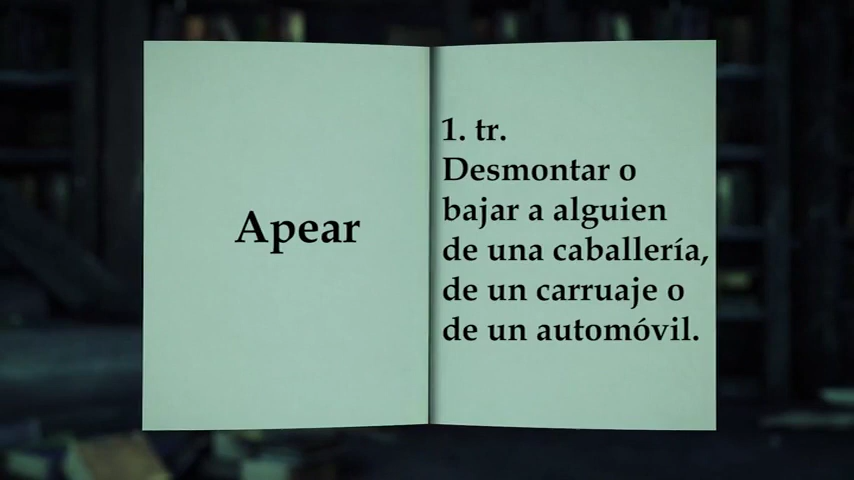 Apear
1. tr.
Desmontar o
bajar a alguien
de una caballería,
de un carruaje o
de un automóvil.